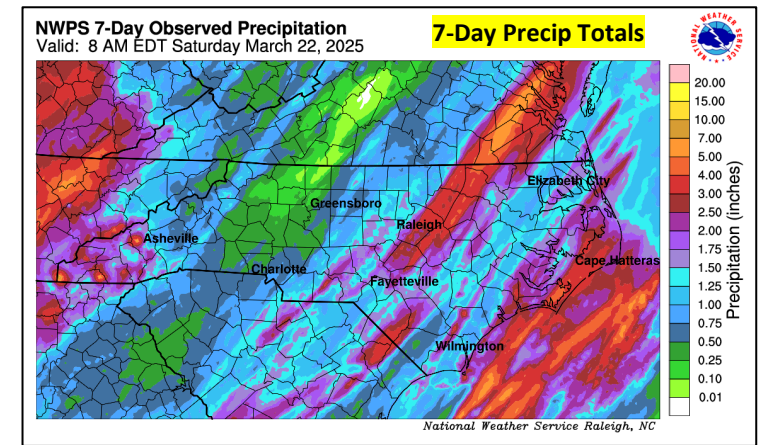 NWPS 7-Day Observed Precipitation
Valid: 8 AM EDT Saturday March 22, 2025
7-Day Precip Totals
NATIONAL WEATHER SERVICE
20.00
15.00
10.00
7.00
5.00
4.00
3.00
2.50
2.00
1.75
1.50
1.25
1.00
0.75
0.50
0.25
0.10
0.01
Precipitation (inches)
Elizabeth City
Greensboro
Raleigh
Asheville
Cape Hatteras
Charlotte
Fayetteville
Wilmington
National Weather Service Raleigh, NC